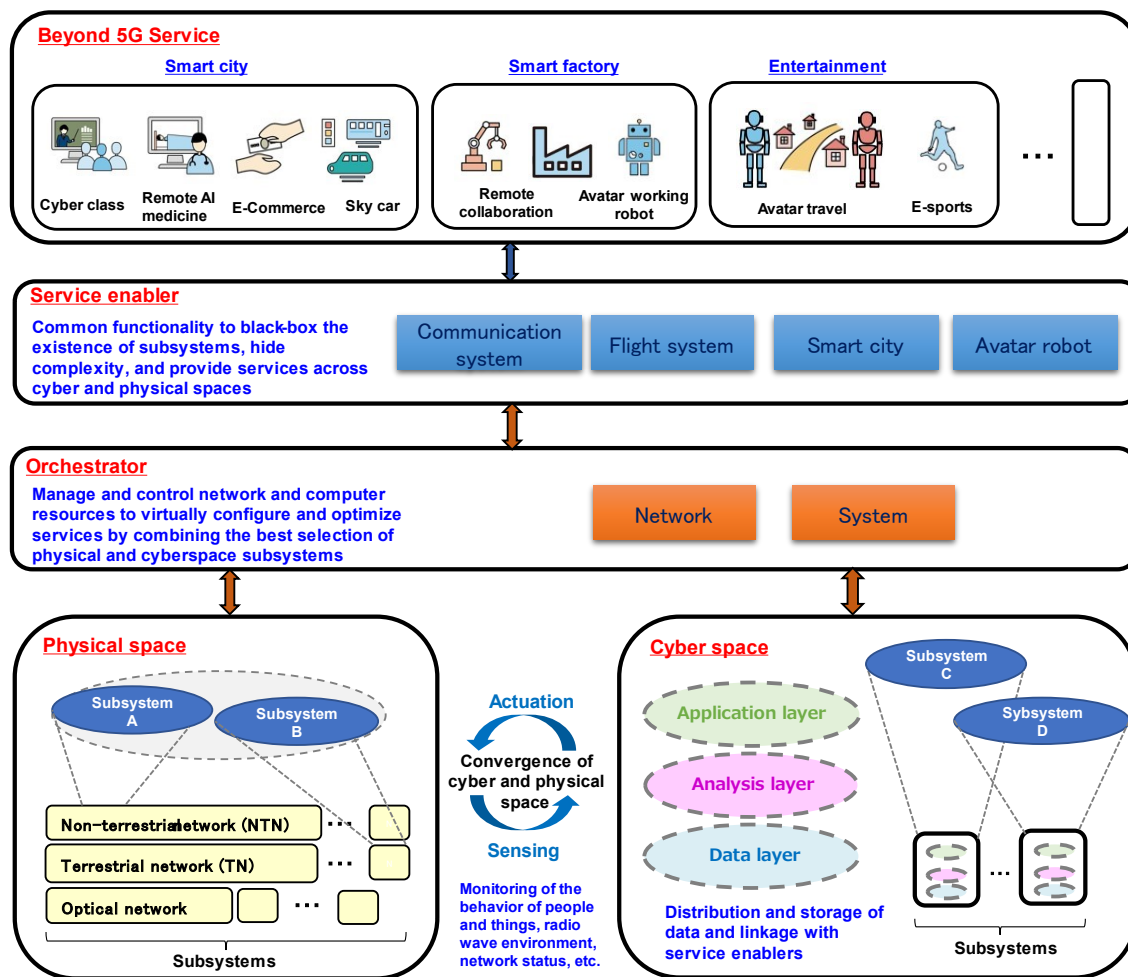 Beyond 5G Service
Smart city
Smart factory
Entertainment
Cyber class
Remote AI
medicine
E-Commerce
Sky car
Remote
collaboration
Avatar working
robot
Avatar travel
E-sports
...
Service enabler
Common functionality to black-box the
existence of subsystems, hide
complexity, and provide services across
cyber and physical spaces
Communication
system
Flight system
Smart city
Avatar robot
Orchestrator
Manage and control network and computer
resources to virtually configure and optimize
services by combining the best selection of
physical and cyberspace subsystems
Network
System
Physical space
Subsystem
A
Subsystem
B
Non-terrestrial network (NTN)
...
Terrestrial network (TN)
...
Optical network
...
Subsystems
Actuation
Convergence of
cyber and physical
space
Sensing
Monitoring of the
behavior of people
and things, radio
wave environment,
network status, etc.
Cyber space
Subsystem
C
Sybsystem
D
Application layer
Analysis layer
Data layer
...
Distribution and storage of
data and linkage with
service enablers
Subsystems